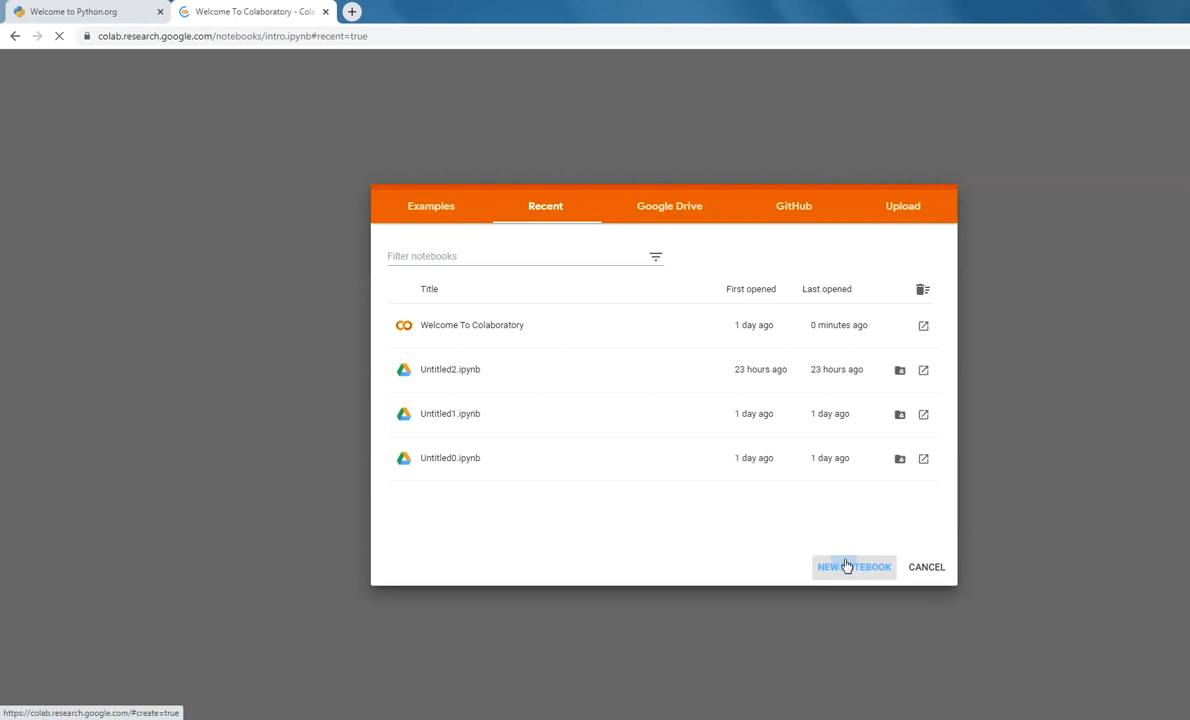 Welcome to Python.org
Welcome To Colaboratory - Cola
colab.research.google.com/notebooks/intro.ipynb#recent=true
Examples Recent Google Drive GitHub Upload
Filter notebooks
Title First opened Last opened
Welcome To Colaboratory 1 day ago 0 minutes ago
Untitled2.ipynb 23 hours ago 23 hours ago
Untitled1.ipynb 1 day ago 1 day ago
Untitled0.ipynb 1 day ago 1 day ago
NEW NOTEBOOK CANCEL
https://colab.research.google.com/#create=true